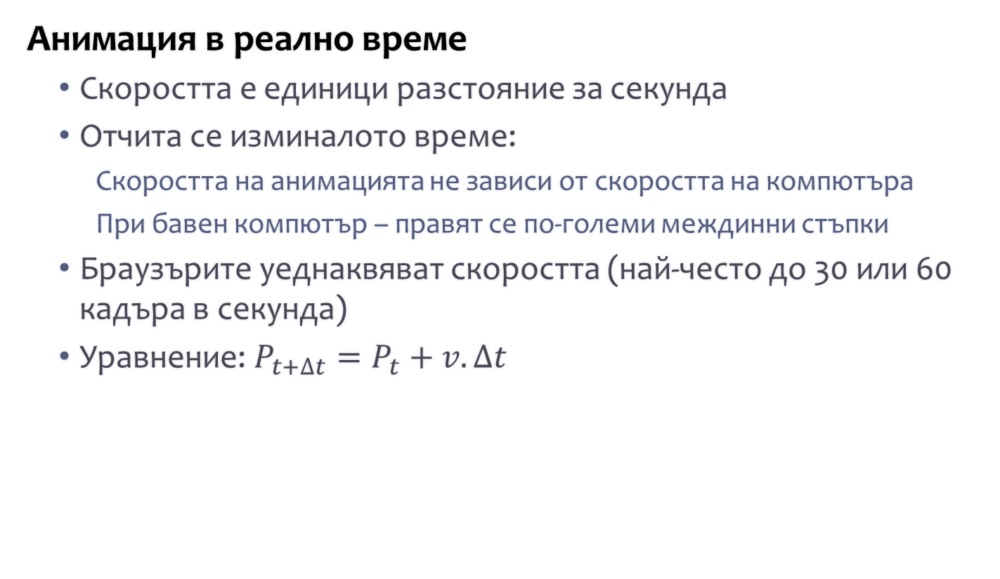 Анимация в реално време
• Скоростта е единици разстояние за секунда
• Отчита се изминалото време:
Скоростта на анимацията не зависи от скоростта на компютъра
При бавен компютър – правят се по-големи междинни стъпки
• Браузърите уеднаквяват скоростта (най-често до 30 или 60
кадъра в секунда)
• Уравнение: $P_{t+\Delta t} = P_t + v.\Delta t$